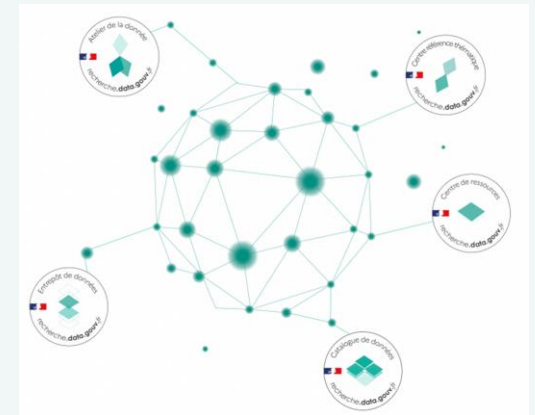 Atelier de la donnée
recherche.data.gouv.fr
Centre référence thématique
recherche.data.gouv.fr
Centre de ressources
recherche.data.gouv.fr
Entrepôt de données
recherche.data.gouv.fr
Catalogue de données
recherche.data.gouv.fr